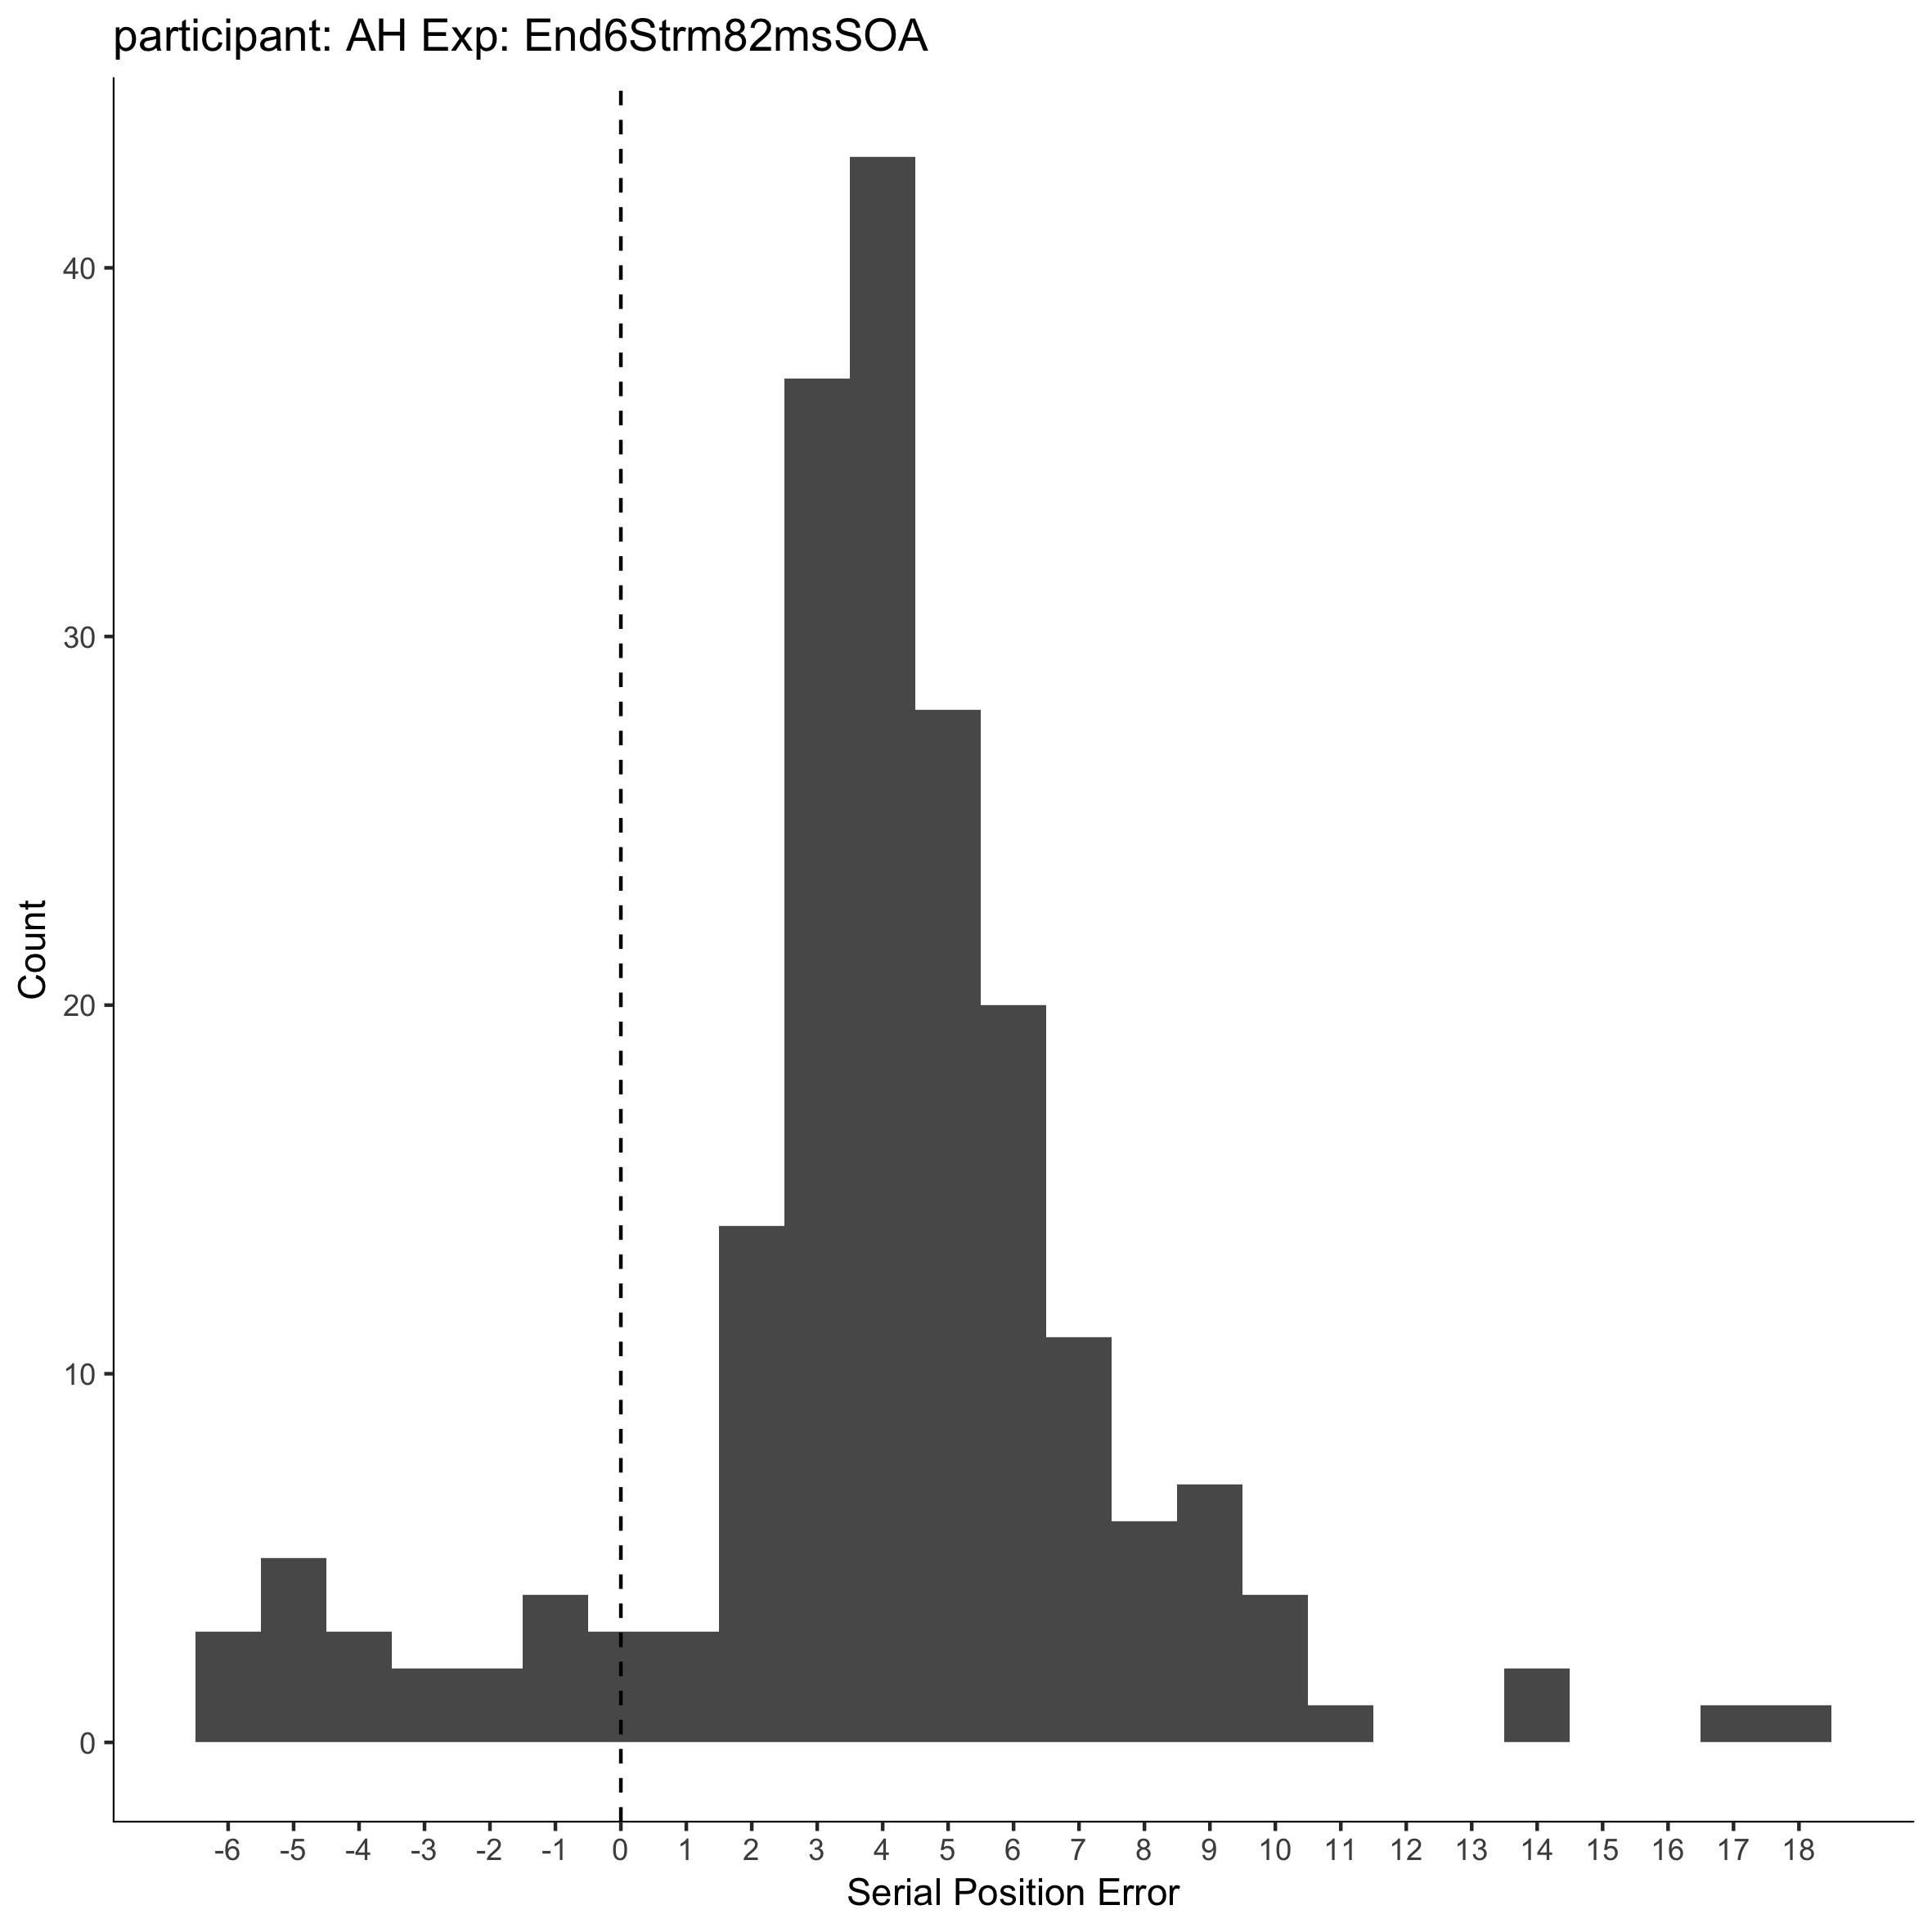 participant: AH Exp: End6Strm82msSOA
40
30
20
10
0
Count
-6 -5 -4 -3 -2 -1 0 1 2 3 4 5 6 7 8 9 10 11 12 13 14 15 16 17 18
Serial Position Error